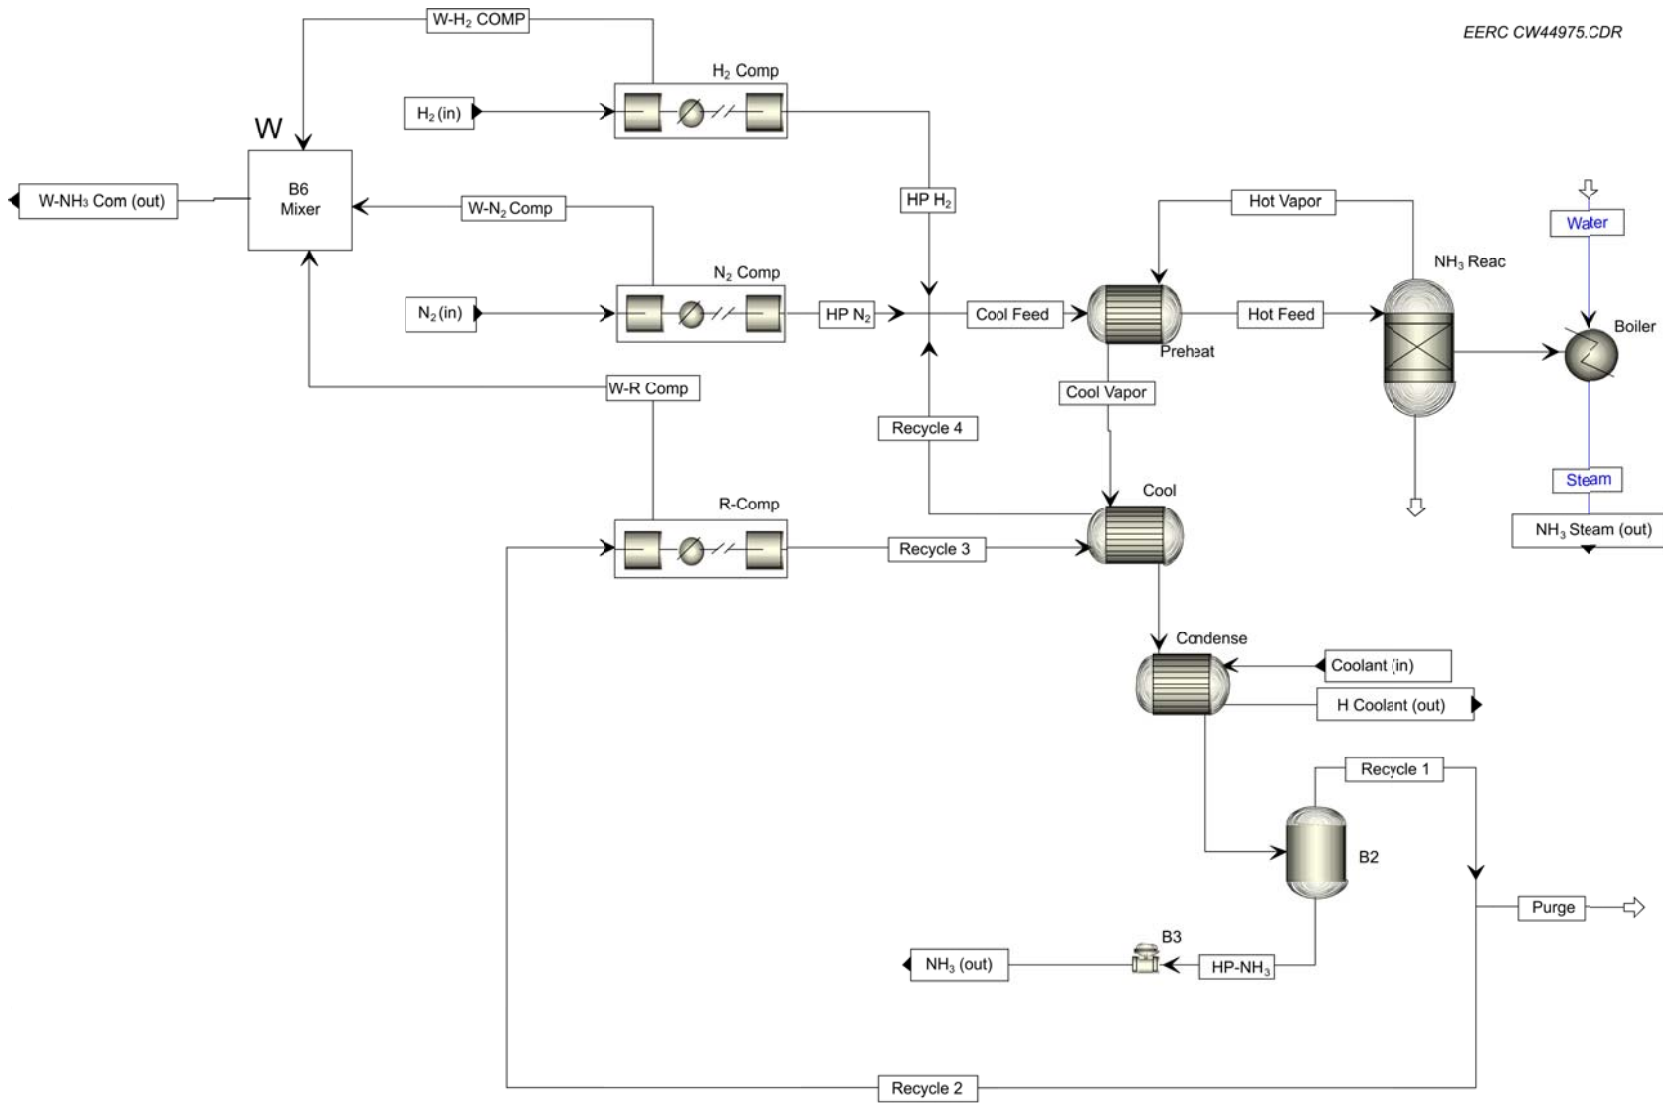 W-H₂ COMP
EERC CW44975.CDR
H₂ Comp
H₂ (in)
W
B6
Mixer
W-NH₃ Com (out)
W-N₂ Comp
HP H₂
Hot Vapor
Water
NH₃ Reac
N₂ Comp
N₂ (in)
HP N₂
Cool Feed
Hot Feed
Boiler
Preheat
W-R Comp
Cool Vapor
Recycle 4
Steam
Cool
R-Comp
NH₃ Steam (out)
Recycle 3
Condense
Coolant (in)
H Coolant (out)
Recycle 1
B2
Purge
B3
NH₃ (out)
HP-NH₃
Recycle 2